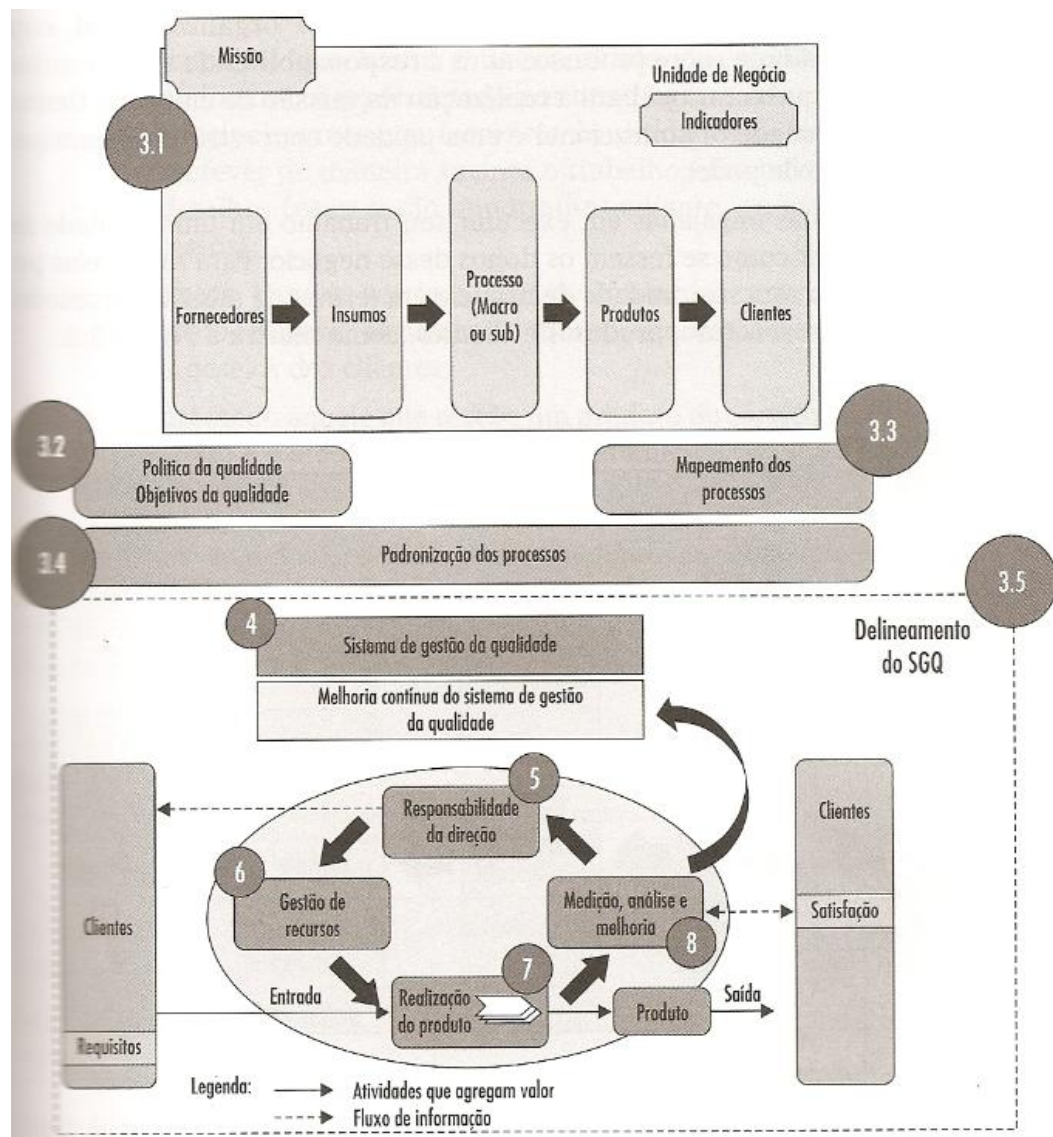 Missão
Unidade de Negócio
Indicadores
3.1
Fornecedores
Insumos
Processo
(Macro
ou sub)
Produtos
Clientes
3.2
3.3
Politica da qualidade
Objetivos da qualidade
Mapeamento dos
processos
3.4
Padronização dos processos
3.5
Delineamento
do SGQ
4
Sistema de gestão da qualidade
Melhoria contínua do sistema de gestão
da qualidade
5
Responsabilidade
da direção
Clientes
6
Gestão de
recursos
Medição, análise e
melhoria
8
Satisfação
Clientes
7
Entrada
Realização
do produto
Produto
Saída
Requisitos
Legenda:
Atividades que agregam valor
Fluxo de informação